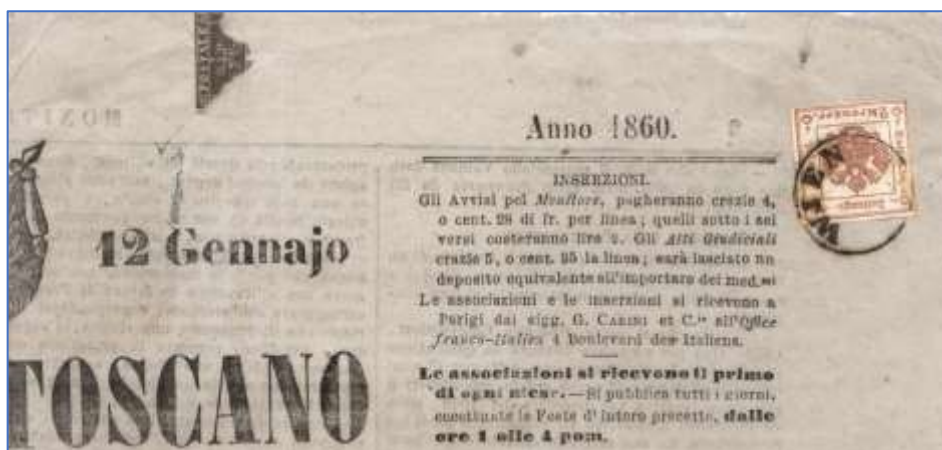 Anno 1860.
WIEN
INSERZIONI.
Gli Avvisi pel Monitore, pagheranno crazie 4,
o cent. 28 di fr. per linea; quelli sotto i sei
versi costeranno lire 2. Gli Atti Giudiciali
crazie 5, o cent. 35 la linea; sarà lasciato un
deposito equivalente all'importare dei med.mi
Le associazioni e le inserzioni si ricevono a
Parigi dai sigg. G. CARINI et C.ie all'Office
franco-Italien 4 Boulevard des Italiens.
Le associazioni si ricevono il primo
di ogni mese.—Si pubblica tutti i giorni,
eccettuate le Feste d'intero precetto, dalle
ore 1 alle 4 pom.
12 Gennajo
TOSCANO